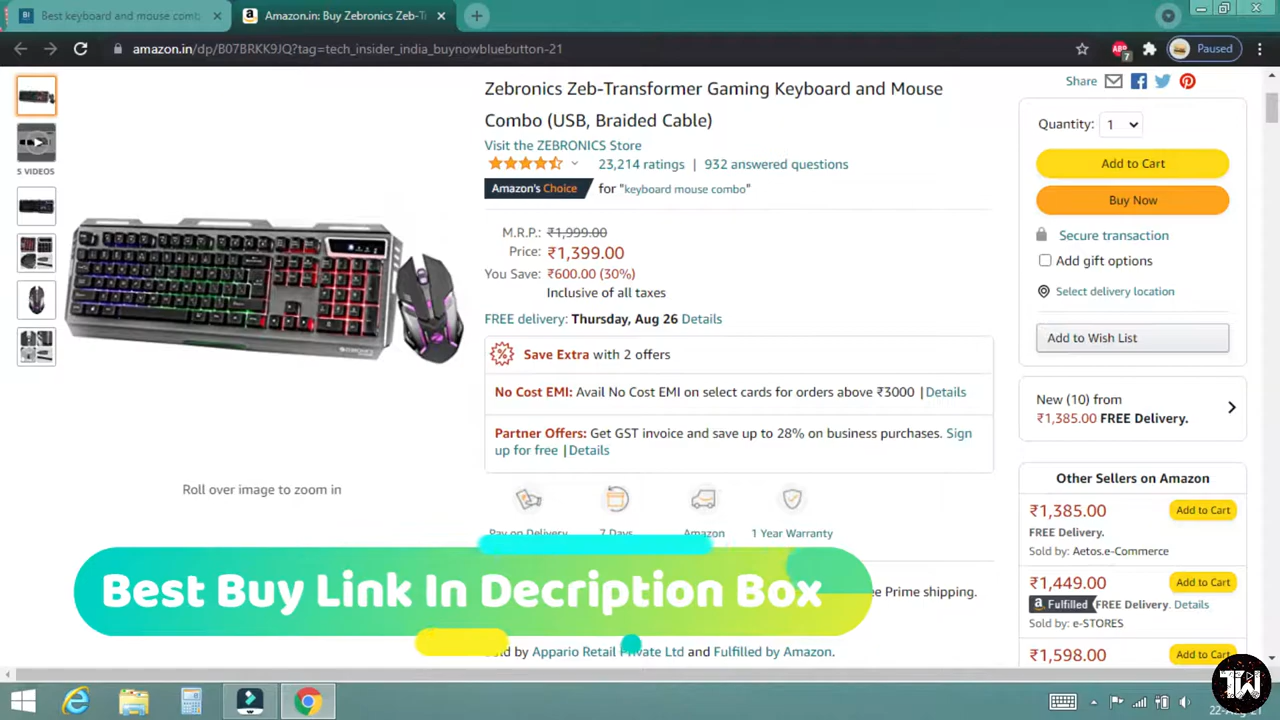 Best keyboard and mouse comb
Amazon.in: Buy Zebronics Zeb-Tr
amazon.in/dp/B07BRKK9JQ?tag=tech_insider_india_buynowbluebutton-21
ABP
7
Paused
5 VIDEOS
Roll over image to zoom in
Zebronics Zeb-Transformer Gaming Keyboard and Mouse
Combo (USB, Braided Cable)
Visit the ZEBRONICS Store
23,214 ratings | 932 answered questions
Amazon's Choice for "keyboard mouse combo"
M.R.P.: ₹1,999.00
Price: ₹1,399.00
You Save: ₹600.00 (30%)
Inclusive of all taxes
FREE delivery: Thursday, Aug 26 Details
Save Extra with 2 offers
No Cost EMI: Avail No Cost EMI on select cards for orders above ₹3000 | Details
Partner Offers: Get GST invoice and save up to 28% on business purchases. Sign
up for free | Details
Pay on Delivery 7 Days Amazon 1 Year Warranty
Prime shipping.
by Appario Retail Private Ltd and Fulfilled by Amazon.
Share
Quantity: 1
Add to Cart
Buy Now
Secure transaction
Add gift options
Select delivery location
Add to Wish List
New (10) from
₹1,385.00 FREE Delivery.
Other Sellers on Amazon
₹1,385.00 Add to Cart
FREE Delivery.
Sold by: Aetos.e-Commerce
₹1,449.00 Add to Cart
Fulfilled FREE Delivery. Details
Sold by: e-STORES
₹1,598.00 Add to Cart
Best Buy Link In Decription Box
TW